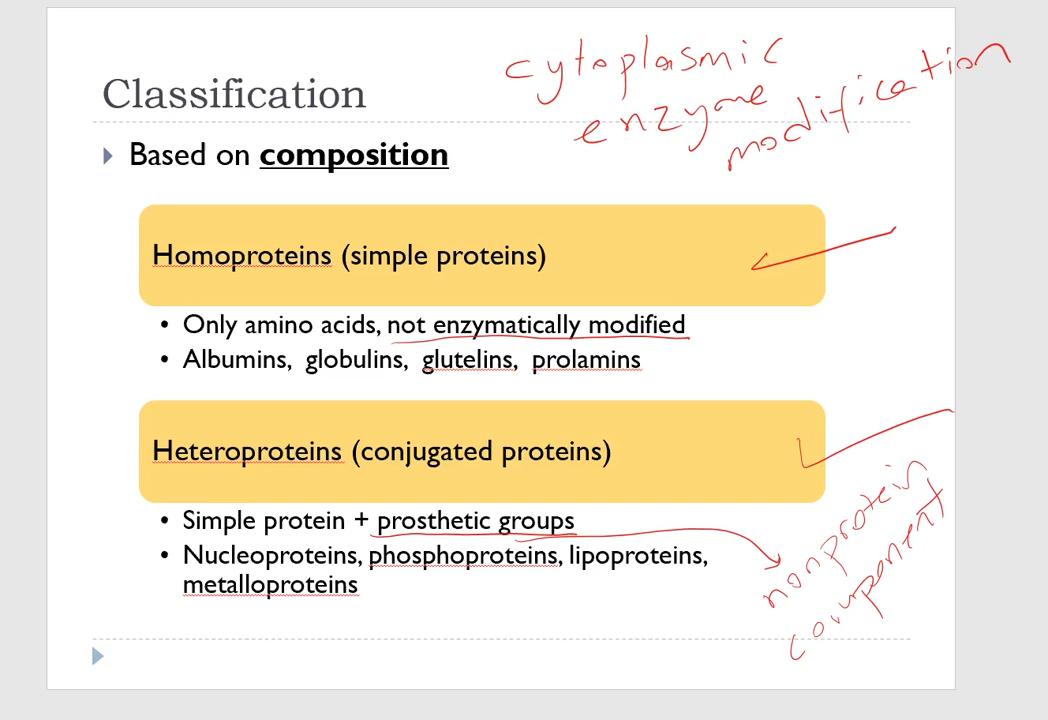 cytoplasmic
enzyme
modification
Classification
Based on composition
Homoproteins (simple proteins)
• Only amino acids, not enzymatically modified
• Albumins, globulins, glutelins, prolamins
Heteroproteins (conjugated proteins)
• Simple protein + prosthetic groups
• Nucleoproteins, phosphoproteins, lipoproteins,
metalloproteins
nonprotein
component